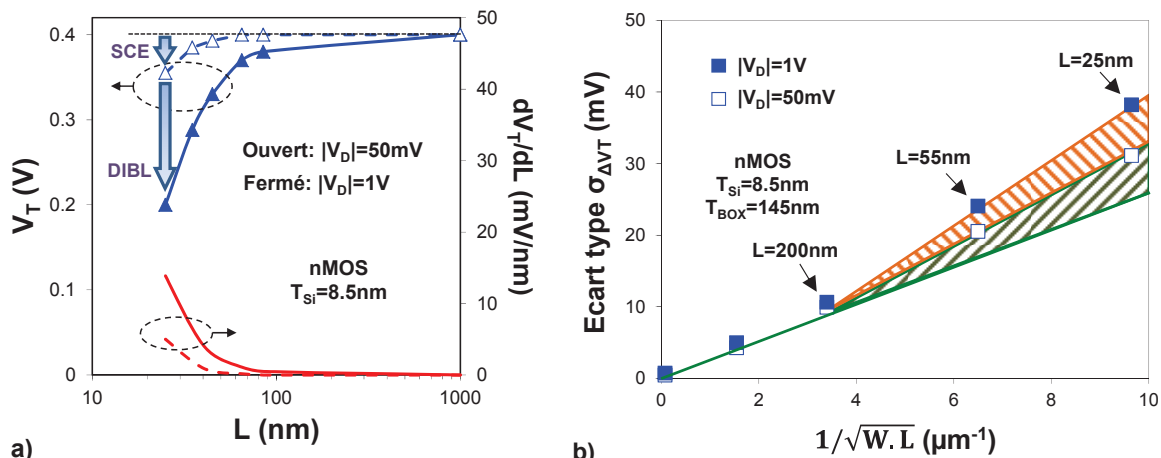 0.4
0.3
0.2
0.1
0
V_T (V)
SCE
DIBL
Ouvert: |V_D|=50mV
Fermé: |V_D|=1V
nMOS
T_Si=8.5nm
50
40
30
20
10
0
dV_T/dL (mV/nm)
10
100
1000
L (nm)
a)
50
40
30
20
10
0
Ecart type σ_ΔVT (mV)
|V_D|=1V
|V_D|=50mV
nMOS
T_Si=8.5nm
T_BOX=145nm
L=25nm
L=55nm
L=200nm
0
2
4
6
8
10
1/√W.L (µm⁻¹)
b)